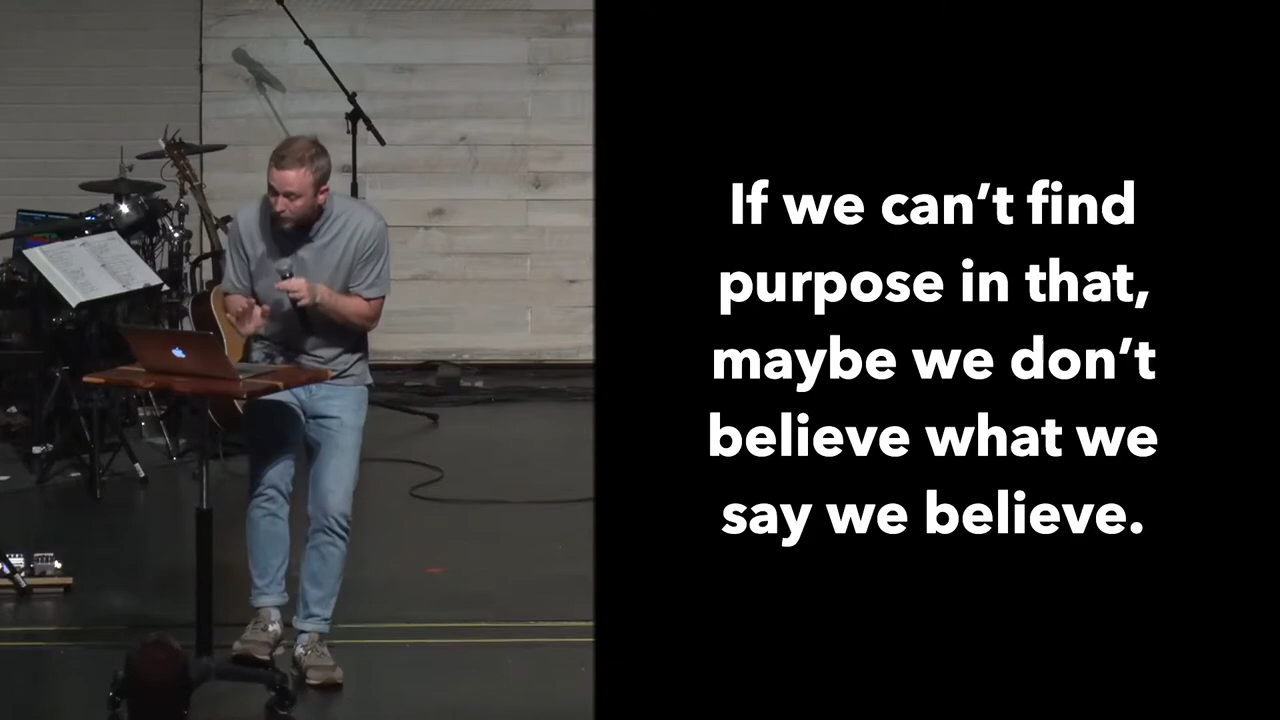 If we can’t find
purpose in that,
maybe we don’t
believe what we
say we believe.